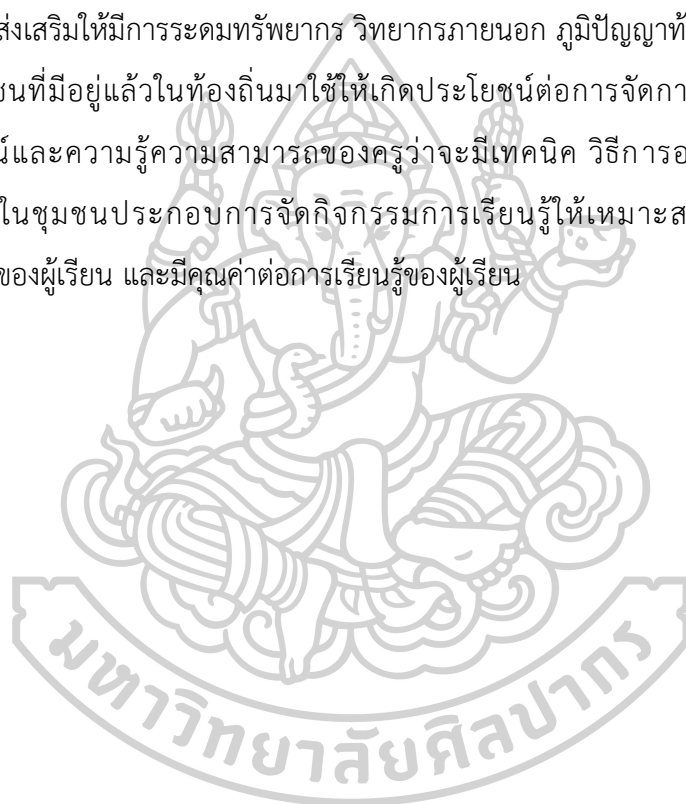 ส่งเสริมให้มีการระดมทรัพยากร วิทยากรภายนอก ภูมิปัญญาท้
ชนที่มีอยู่แล้วในท้องถิ่นมาใช้ให้เกิดประโยชน์ต่อการจัดกา
น์และความรู้ความสามารถของครูว่าจะมีเทคนิค วิธีการอ
ในชุมชนประกอบการจัดกิจกรรมการเรียนรู้ให้เหมาะส
ของผู้เรียน และมีคุณค่าต่อการเรียนรู้ของผู้เรียน
มหาวิทยาลัยศิลปากร